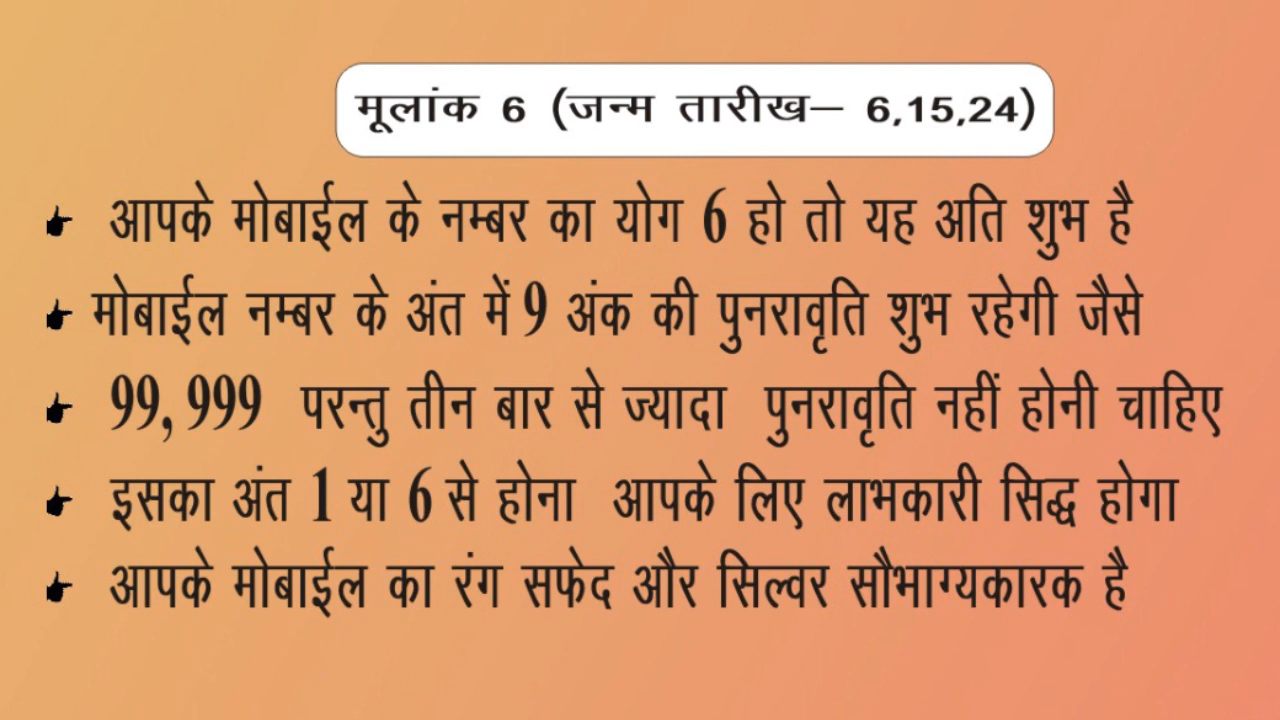 मूलांक 6 (जन्म तारीख– 6,15,24)
आपके मोबाईल के नम्बर का योग 6 हो तो यह अति शुभ है
मोबाईल नम्बर के अंत में 9 अंक की पुनरावृति शुभ रहेगी जैसे
99, 999 परन्तु तीन बार से ज्यादा पुनरावृति नहीं होनी चाहिए
इसका अंत 1 या 6 से होना आपके लिए लाभकारी सिद्ध होगा
आपके मोबाईल का रंग सफेद और सिल्वर सौभाग्यकारक है